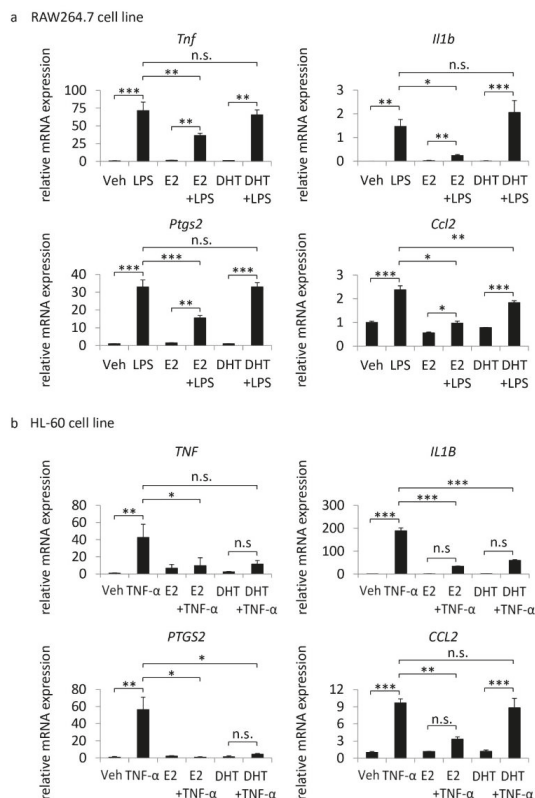 a RAW264.7 cell line
Tnf
n.s.
**
***
**
**
relative mRNA expression
100
75
50
25
0
Veh LPS E2 E2 DHT DHT
+LPS +LPS
Il1b
n.s.
*
**
***
**
relative mRNA expression
3
2
1
0
Veh LPS E2 E2 DHT DHT
+LPS +LPS
Ptgs2
n.s.
***
***
***
**
relative mRNA expression
40
30
20
10
0
Veh LPS E2 E2 DHT DHT
+LPS +LPS
Ccl2
**
*
***
***
*
relative mRNA expression
3
2
1
0
Veh LPS E2 E2 DHT DHT
+LPS +LPS
b HL-60 cell line
TNF
n.s.
*
**
n.s
relative mRNA expression
80
60
40
20
0
Veh TNF-α E2 E2 DHT DHT
+TNF-α +TNF-α
IL1B
***
***
***
n.s n.s
relative mRNA expression
300
200
100
0
Veh TNF-α E2 E2 DHT DHT
+TNF-α +TNF-α
PTGS2
*
*
**
n.s.
relative mRNA expression
80
60
40
20
0
Veh TNF-α E2 E2 DHT DHT
+TNF-α +TNF-α
CCL2
n.s.
**
***
***
n.s.
relative mRNA expression
12
9
6
3
0
Veh TNF-α E2 E2 DHT DHT
+TNF-α +TNF-α